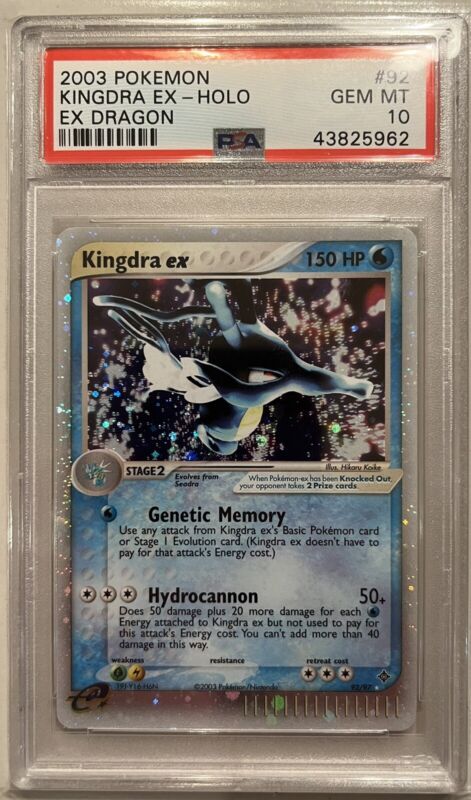 2003 POKEMON #92
KINGDRA EX-HOLO GEM MT
EX DRAGON PSA 10
43825962
Kingdra ex 150 HP
Illus. Hikaru Koike
STAGE2 Evolves from
Seadra
When Pokémon-ex has been Knocked Out,
your opponent takes 2 Prize cards.
Genetic Memory
Use any attack from Kingdra ex's Basic Pokémon card
or Stage 1 Evolution card. (Kingdra ex doesn't have to
pay for that attack's Energy cost.)
Hydrocannon 50+
Does 50 damage plus 20 more damage for each
Energy attached to Kingdra ex but not used to pay for
this attack's Energy cost. You can't add more than 40
damage in this way.
weakness resistance retreat cost
19J-Y16-H6N ©2003 Pokémon/Nintendo 92/97
e